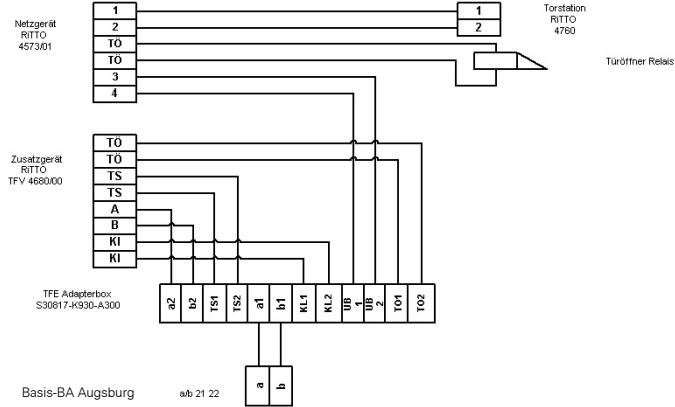 Netzgerät
RiTTO
4573/01
1
2
TÖ
TÖ
3
4
1
2
Torstation
RiTTO
4760
Türöffner Relais
Zusatzgerät
RiTTO
TFV 4680/00
TÖ
TÖ
TS
TS
A
B
KI
KI
TFE Adapterbox
S30817-K930-A300
a2
b2
TS1
TS2
a1
b1
KL1
KL2
UB
1
UB
2
TO1
TO2
Basis-BA Augsburg
a/b 21 22
a
b